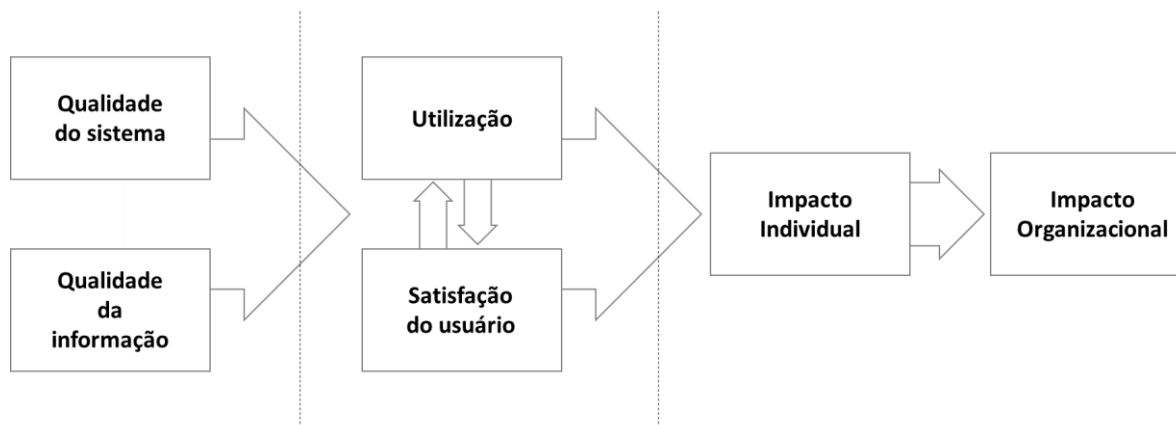 Qualidade
do sistema
Qualidade
da
informação
Utilização
Satisfação
do usuário
Impacto
Individual
Impacto
Organizacional